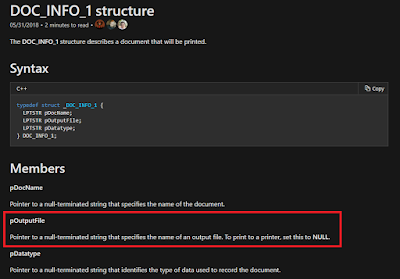 DOC_INFO_1 structure
05/31/2018 • 2 minutes to read •
The DOC_INFO_1 structure describes a document that will be printed.
Syntax
C++ Copy
typedef struct _DOC_INFO_1 {
LPTSTR pDocName;
LPTSTR pOutputFile;
LPTSTR pDatatype;
} DOC_INFO_1;
Members
pDocName
Pointer to a null-terminated string that specifies the name of the document.
pOutputFile
Pointer to a null-terminated string that specifies the name of an output file. To print to a printer, set this to NULL.
pDatatype
Pointer to a null-terminated string that identifies the type of data used to record the document.